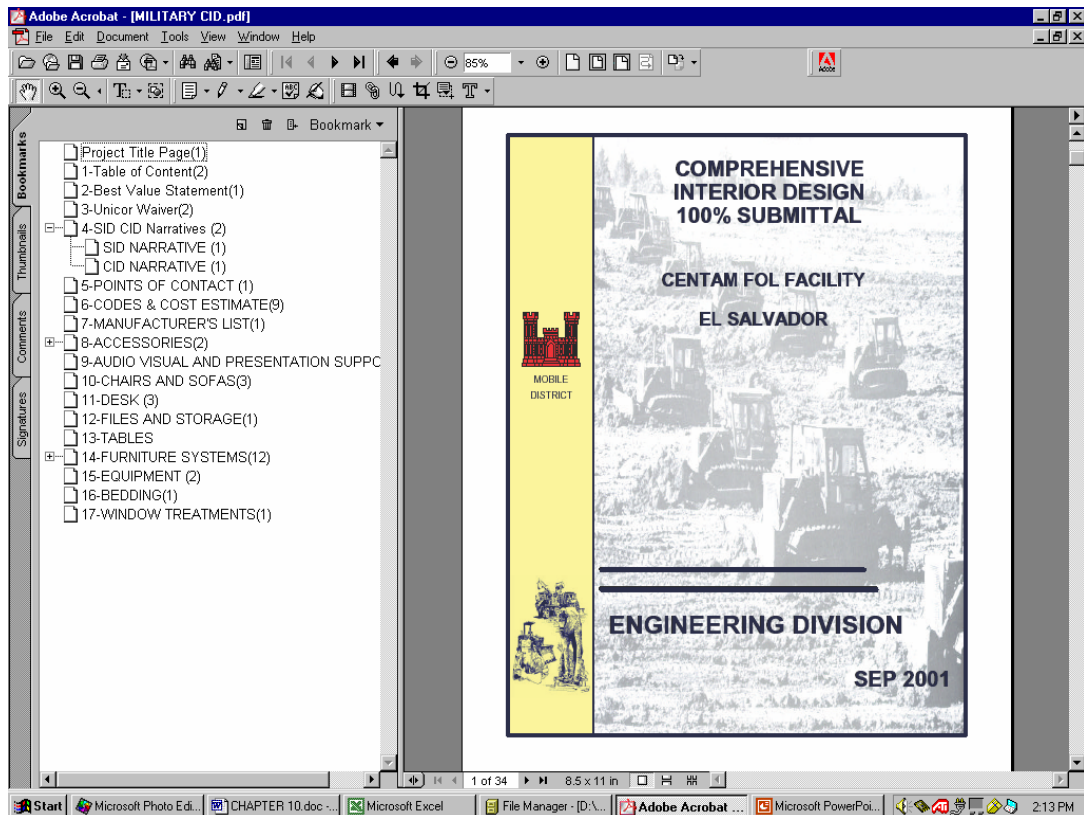 Adobe Acrobat - [MILITARY CID.pdf]
File Edit Document Tools View Window Help
85%
Adobe
Bookmark
Bookmarks
Thumbnails
Comments
Signatures
Project Title Page(1)
1-Table of Content(2)
2-Best Value Statement(1)
3-Unicor Waiver(2)
4-SID CID Narratives (2)
SID NARRATIVE (1)
CID NARRATIVE (1)
5-POINTS OF CONTACT (1)
6-CODES & COST ESTIMATE(9)
7-MANUFACTURER'S LIST(1)
8-ACCESSORIES(2)
9-AUDIO VISUAL AND PRESENTATION SUPPC
10-CHAIRS AND SOFAS(3)
11-DESK (3)
12-FILES AND STORAGE(1)
13-TABLES
14-FURNITURE SYSTEMS(12)
15-EQUIPMENT (2)
16-BEDDING(1)
17-WINDOW TREATMENTS(1)
COMPREHENSIVE
INTERIOR DESIGN
100% SUBMITTAL
CENTAM FOL FACILITY
EL SALVADOR
MOBILE
DISTRICT
ENGINEERING DIVISION
SEP 2001
1 of 34 8.5 x 11 in
Start Microsoft Photo Edi... CHAPTER 10.doc -... Microsoft Excel File Manager - [D:\... Adobe Acrobat ... Microsoft PowerPoi... 2:13 PM